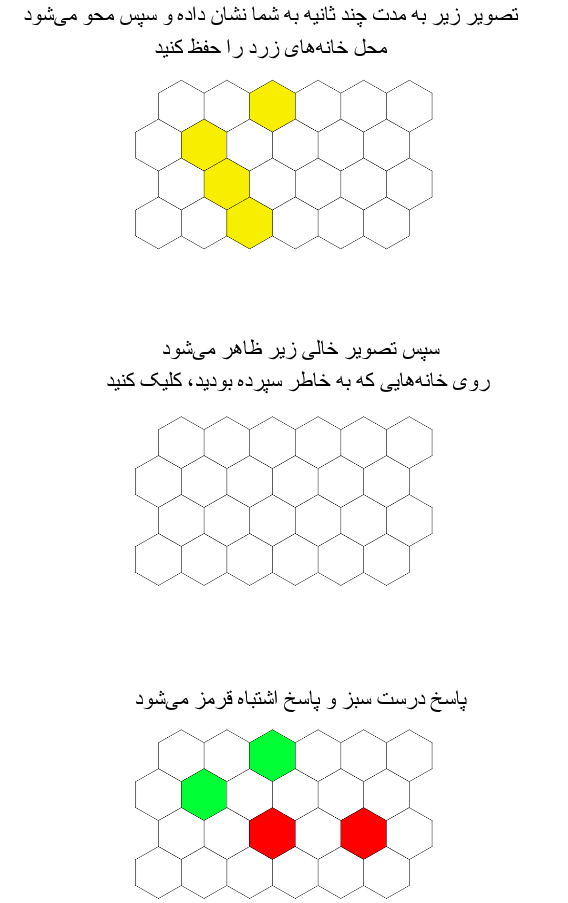 تصویر زیر به مدت چند ثانیه به شما نشان داده و سپس محو می‌شود
محل خانه‌های زرد را حفظ کنید
سپس تصویر خالی زیر ظاهر می‌شود
روی خانه‌هایی که به خاطر سپرده بودید، کلیک کنید
پاسخ درست سبز و پاسخ اشتباه قرمز می‌شود